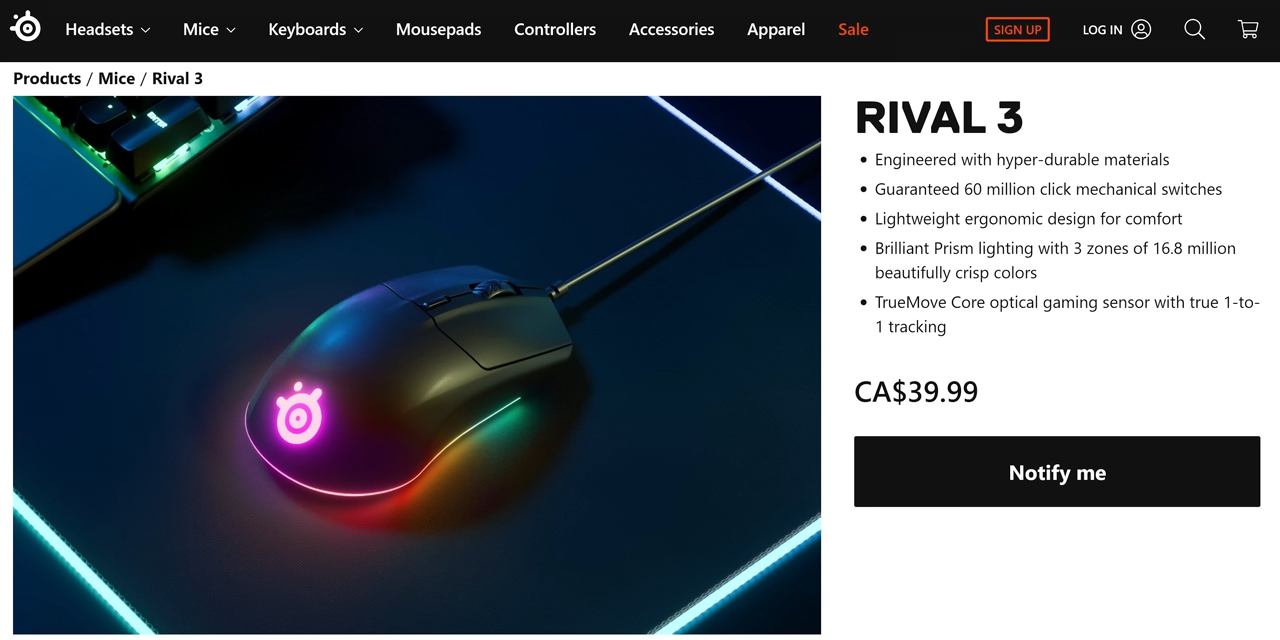 Headsets Mice Keyboards Mousepads Controllers Accessories Apparel Sale SIGN UP LOG IN
Products / Mice / Rival 3
RIVAL 3
Engineered with hyper-durable materials
Guaranteed 60 million click mechanical switches
Lightweight ergonomic design for comfort
Brilliant Prism lighting with 3 zones of 16.8 million
beautifully crisp colors
TrueMove Core optical gaming sensor with true 1-to-
1 tracking
CA$39.99
Notify me